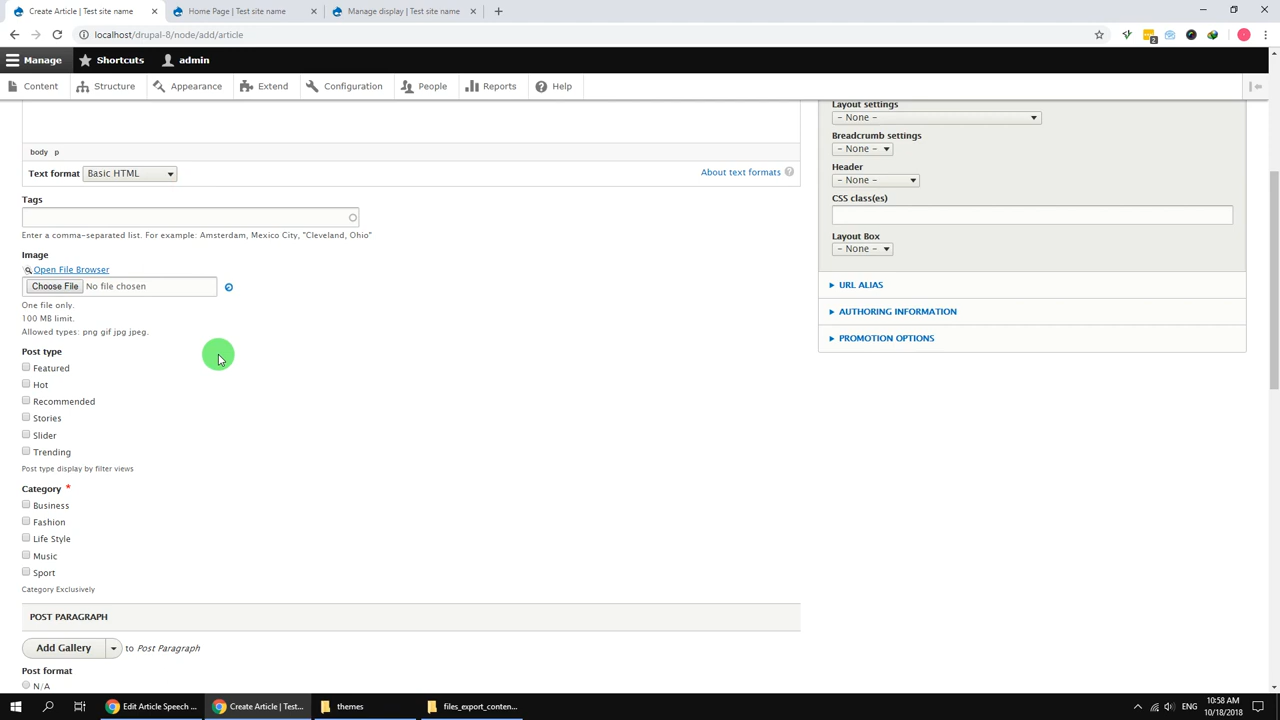 Create Article | Test site name
Home Page | Test site name
Manage display | Test site name
localhost/drupal-8/node/add/article
2
Manage
Shortcuts
admin
Content
Structure
Appearance
Extend
Configuration
People
Reports
Help
body p
Text format
Basic HTML
About text formats
Tags
Enter a comma-separated list. For example: Amsterdam, Mexico City, "Cleveland, Ohio"
Image
Open File Browser
Choose File No file chosen
One file only.
100 MB limit.
Allowed types: png gif jpg jpeg.
Post type
Featured
Hot
Recommended
Stories
Slider
Trending
Post type display by filter views
Category *
Business
Fashion
Life Style
Music
Sport
Category Exclusively
POST PARAGRAPH
Add Gallery
to Post Paragraph
Post format
N/A
Layout settings
- None -
Breadcrumb settings
- None -
Header
- None -
CSS class(es)
Layout Box
- None -
URL ALIAS
AUTHORING INFORMATION
PROMOTION OPTIONS
Edit Article Speech ...
Create Article | Test...
themes
files_export_conten...
ENG
10:58 AM
10/18/2018